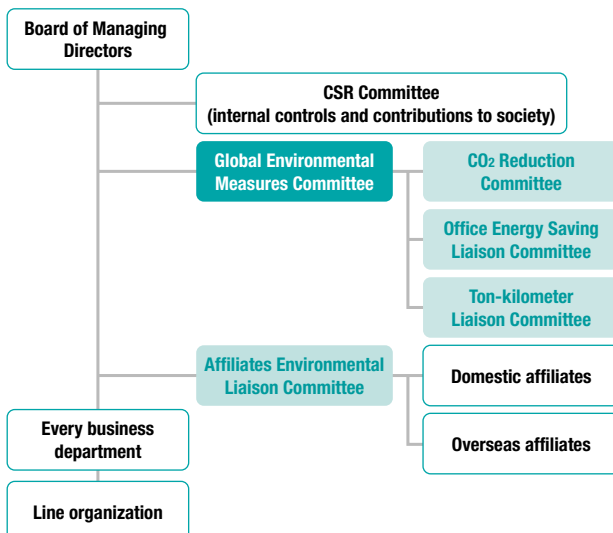 Board of Managing
Directors
CSR Committee
(internal controls and contributions to society)
Global Environmental
Measures Committee
CO₂ Reduction
Committee
Office Energy Saving
Liaison Committee
Ton-kilometer
Liaison Committee
Affiliates Environmental
Liaison Committee
Domestic affiliates
Overseas affiliates
Every business
department
Line organization